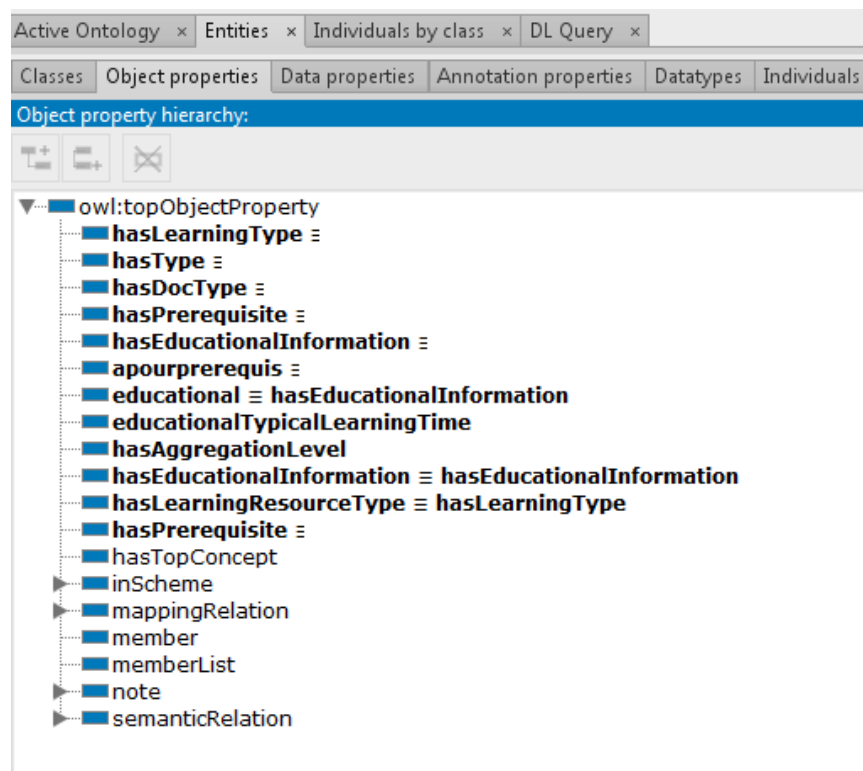 Active Ontology × Entities × Individuals by class × DL Query ×
Classes Object properties Data properties Annotation properties Datatypes Individuals
Object property hierarchy:
owl:topObjectProperty
hasLearningType ≡
hasType ≡
hasDocType ≡
hasPrerequisite ≡
hasEducationalInformation ≡
apourprerequis ≡
educational ≡ hasEducationalInformation
educationalTypicalLearningTime
hasAggregationLevel
hasEducationalInformation ≡ hasEducationalInformation
hasLearningResourceType ≡ hasLearningType
hasPrerequisite ≡
hasTopConcept
inScheme
mappingRelation
member
memberList
note
semanticRelation